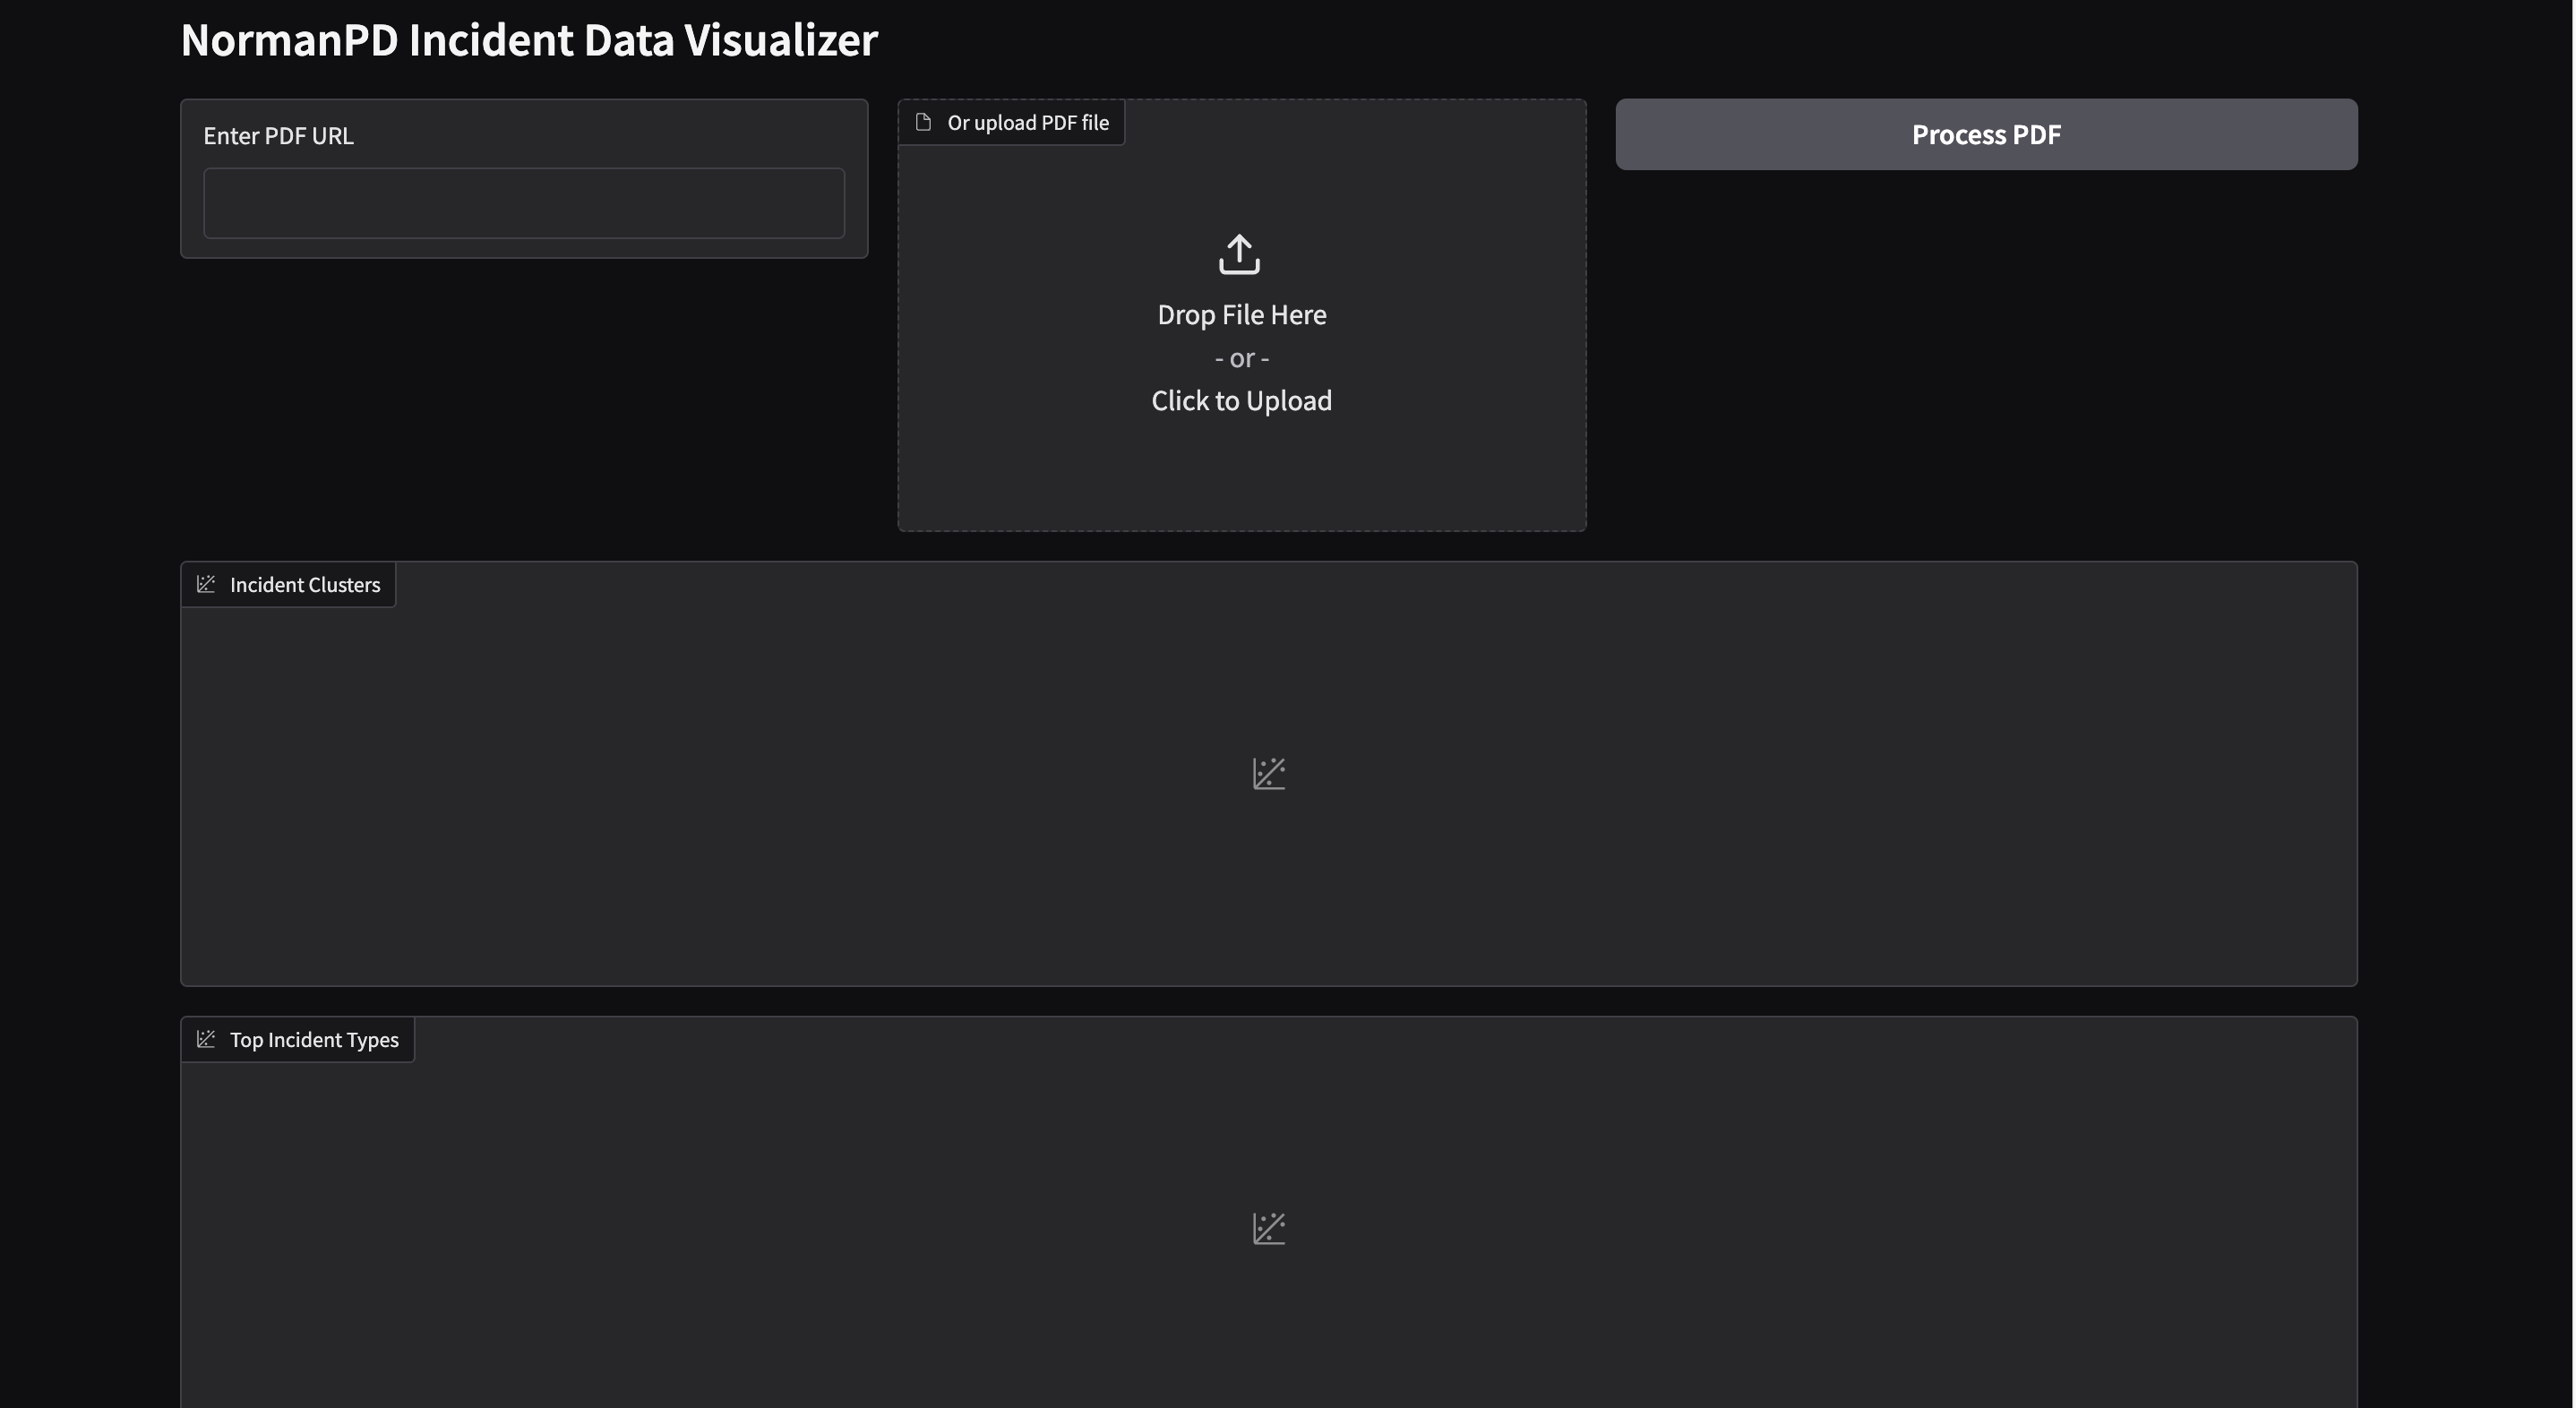 NormanPD Incident Data Visualizer
Enter PDF URL
Or upload PDF file
Drop File Here
- or -
Click to Upload
Process PDF
Incident Clusters
Top Incident Types